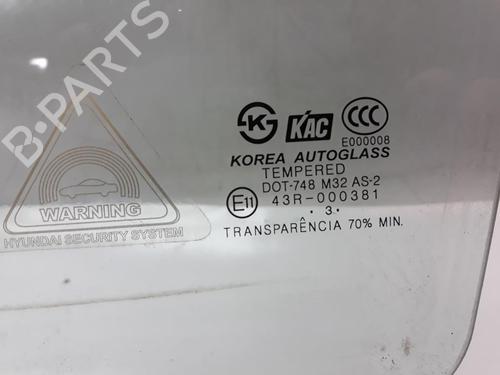 B-PARTS
WARNING
HYUNDAI SECURITY SYSTEM
K KAC CCC
E000008
KOREA AUTOGLASS
TEMPERED
DOT-748 M32 AS-2
E11 43R-000381
· 3 ·
TRANSPARÊNCIA 70% MIN.